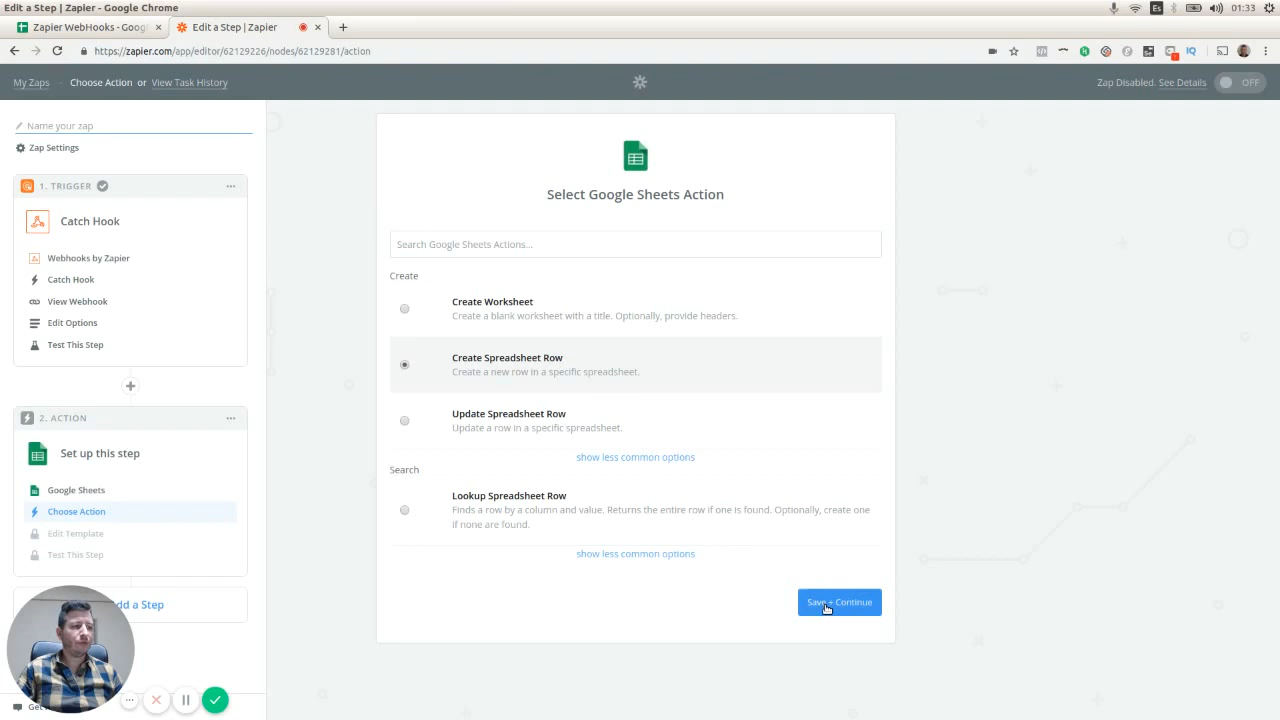 Edit a Step | Zapier - Google Chrome
Es
01:33
Zapier WebHooks - Goog
Edit a Step | Zapier
https://zapier.com/app/editor/62129226/nodes/62129281/action
IQ
My Zaps
Choose Action or View Task History
Zap Disabled. See Details
OFF
Name your zap
Zap Settings
1. TRIGGER
Catch Hook
Webhooks by Zapier
Catch Hook
View Webhook
Edit Options
Test This Step
2. ACTION
Set up this step
Google Sheets
Choose Action
Edit Template
Test This Step
dd a Step
Get
Select Google Sheets Action
Search Google Sheets Actions...
Create
Create Worksheet
Create a blank worksheet with a title. Optionally, provide headers.
Create Spreadsheet Row
Create a new row in a specific spreadsheet.
Update Spreadsheet Row
Update a row in a specific spreadsheet.
show less common options
Search
Lookup Spreadsheet Row
Finds a row by a column and value. Returns the entire row if one is found. Optionally, create one
if none are found.
show less common options
Save + Continue